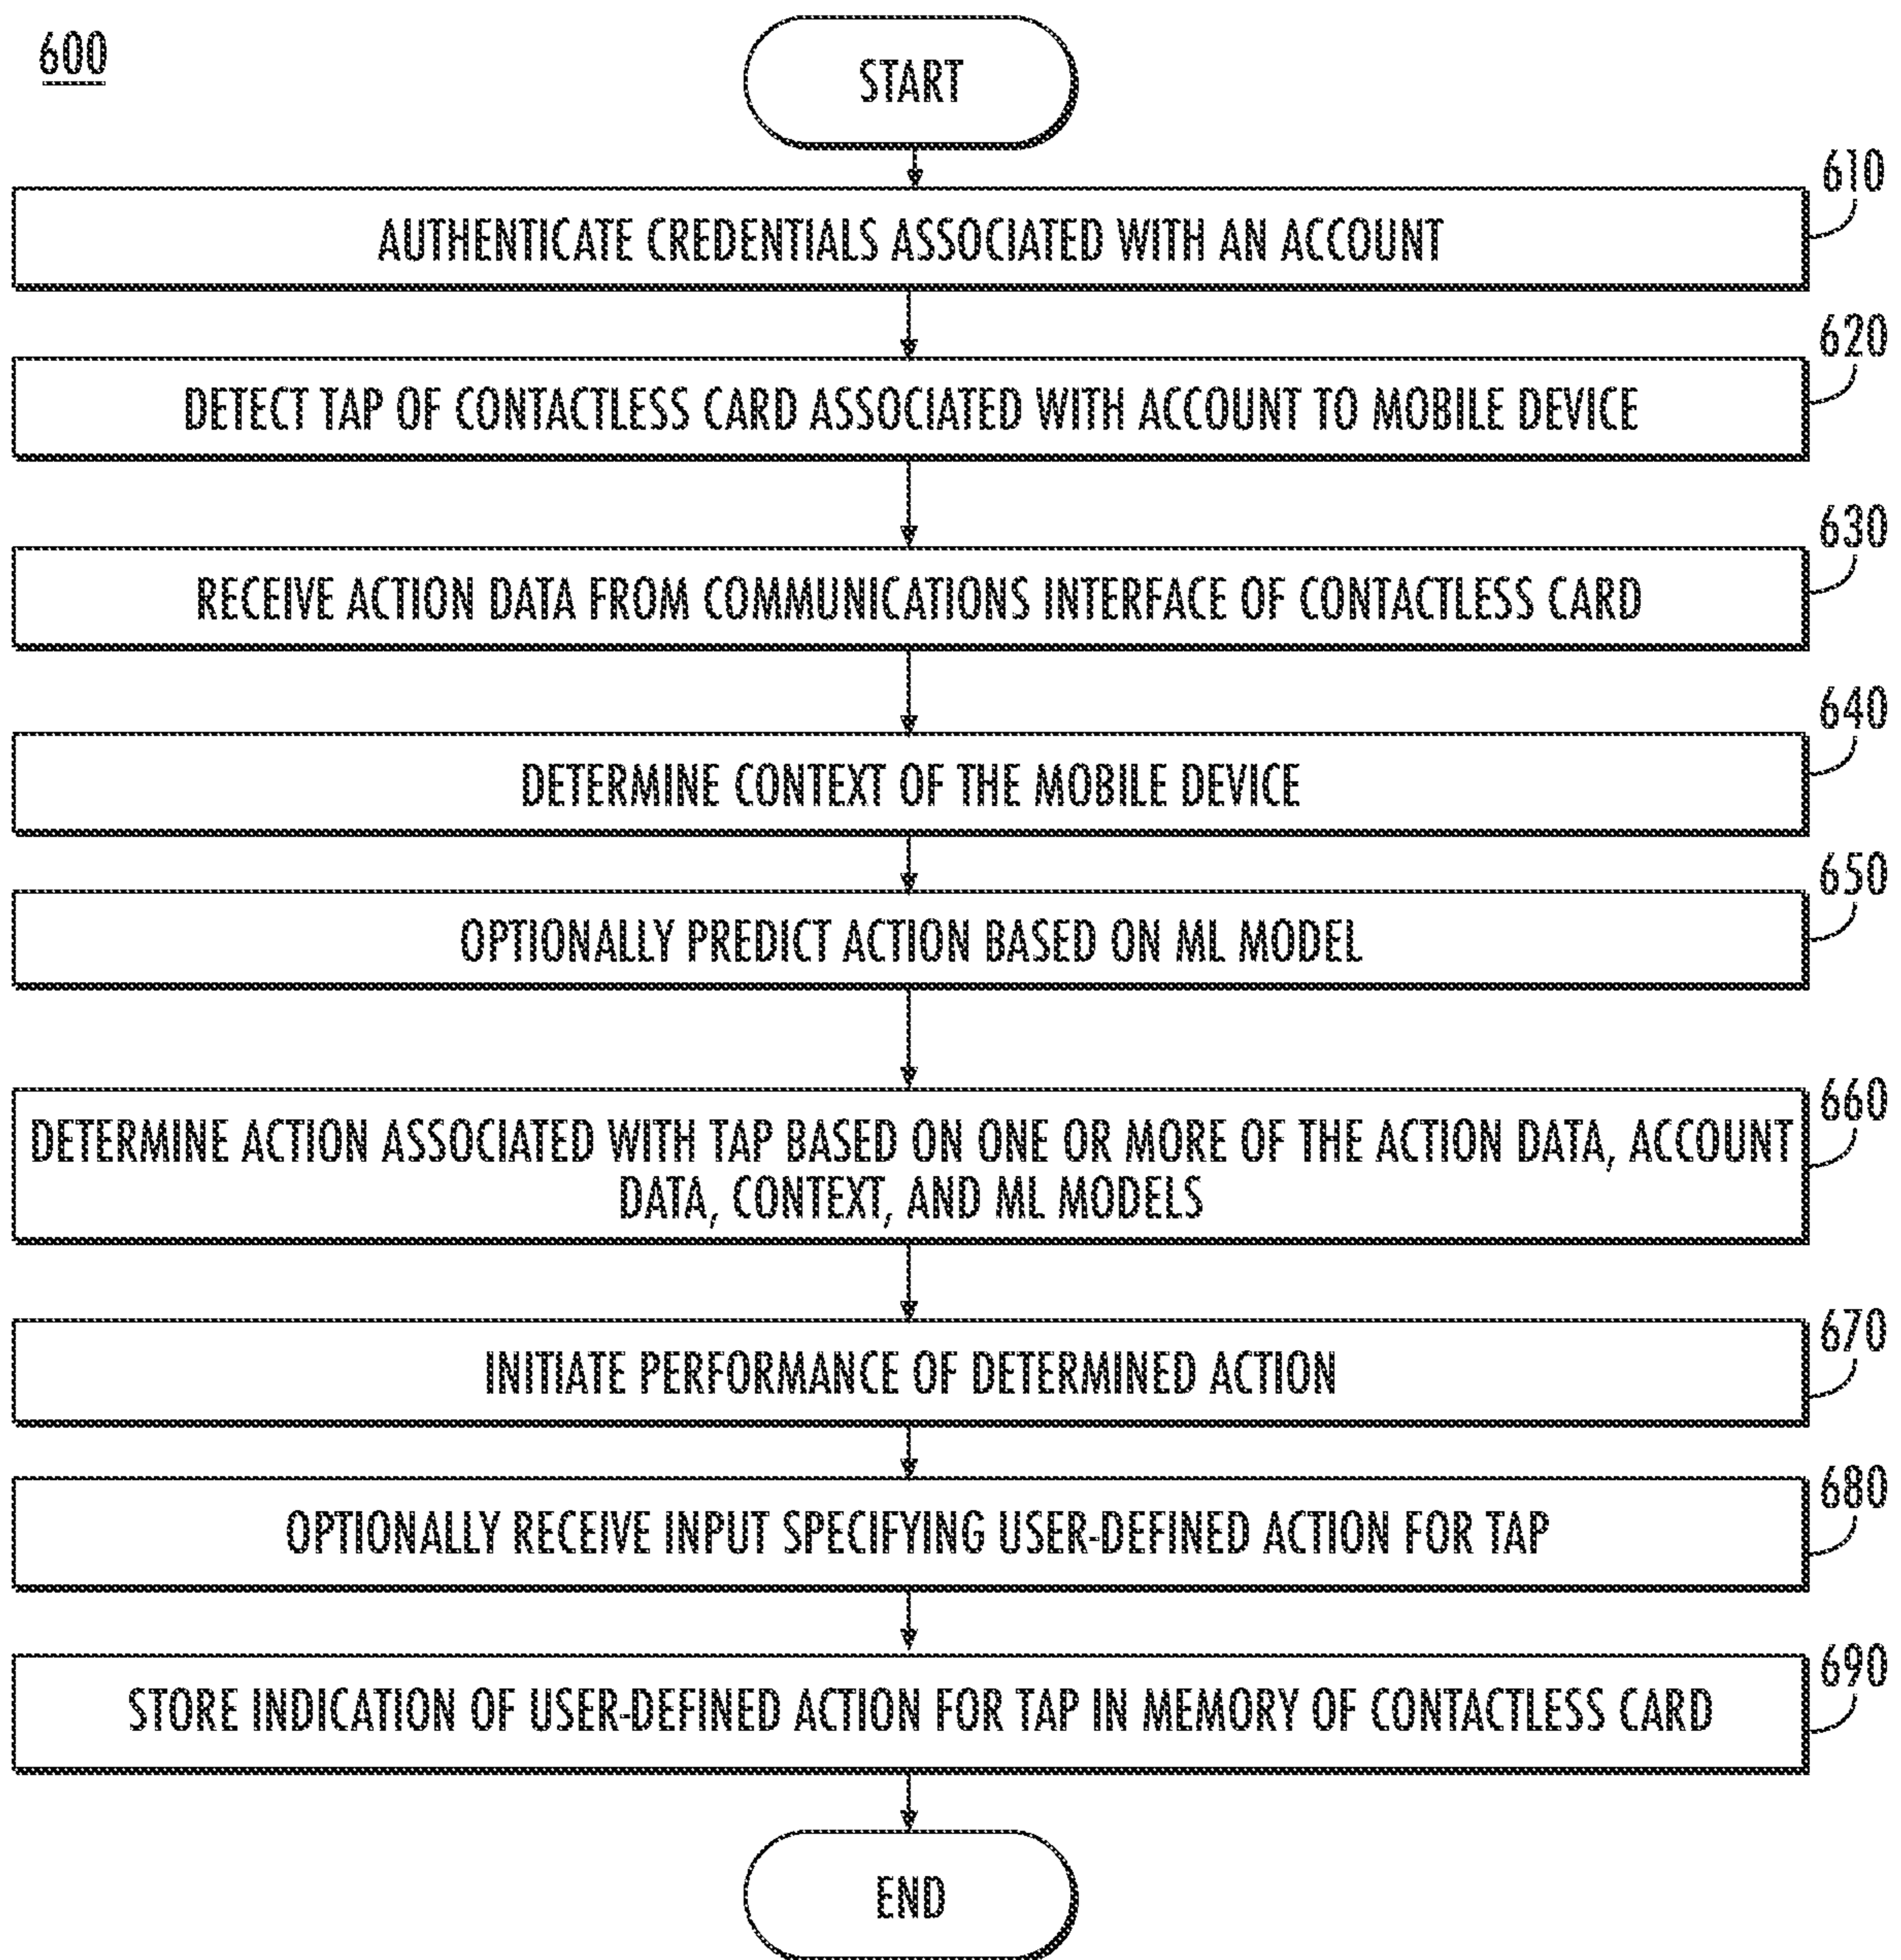 600
START
610
AUTHENTICATE CREDENTIALS ASSOCIATED WITH AN ACCOUNT
620
DETECT TAP OF CONTACTLESS CARD ASSOCIATED WITH ACCOUNT TO MOBILE DEVICE
630
RECEIVE ACTION DATA FROM COMMUNICATIONS INTERFACE OF CONTACTLESS CARD
640
DETERMINE CONTEXT OF THE MOBILE DEVICE
650
OPTIONALLY PREDICT ACTION BASED ON ML MODEL
660
DETERMINE ACTION ASSOCIATED WITH TAP BASED ON ONE OR MORE OF THE ACTION DATA, ACCOUNT
DATA, CONTEXT, AND ML MODELS
670
INITIATE PERFORMANCE OF DETERMINED ACTION
680
OPTIONALLY RECEIVE INPUT SPECIFYING USER-DEFINED ACTION FOR TAP
690
STORE INDICATION OF USER-DEFINED ACTION FOR TAP IN MEMORY OF CONTACTLESS CARD
END